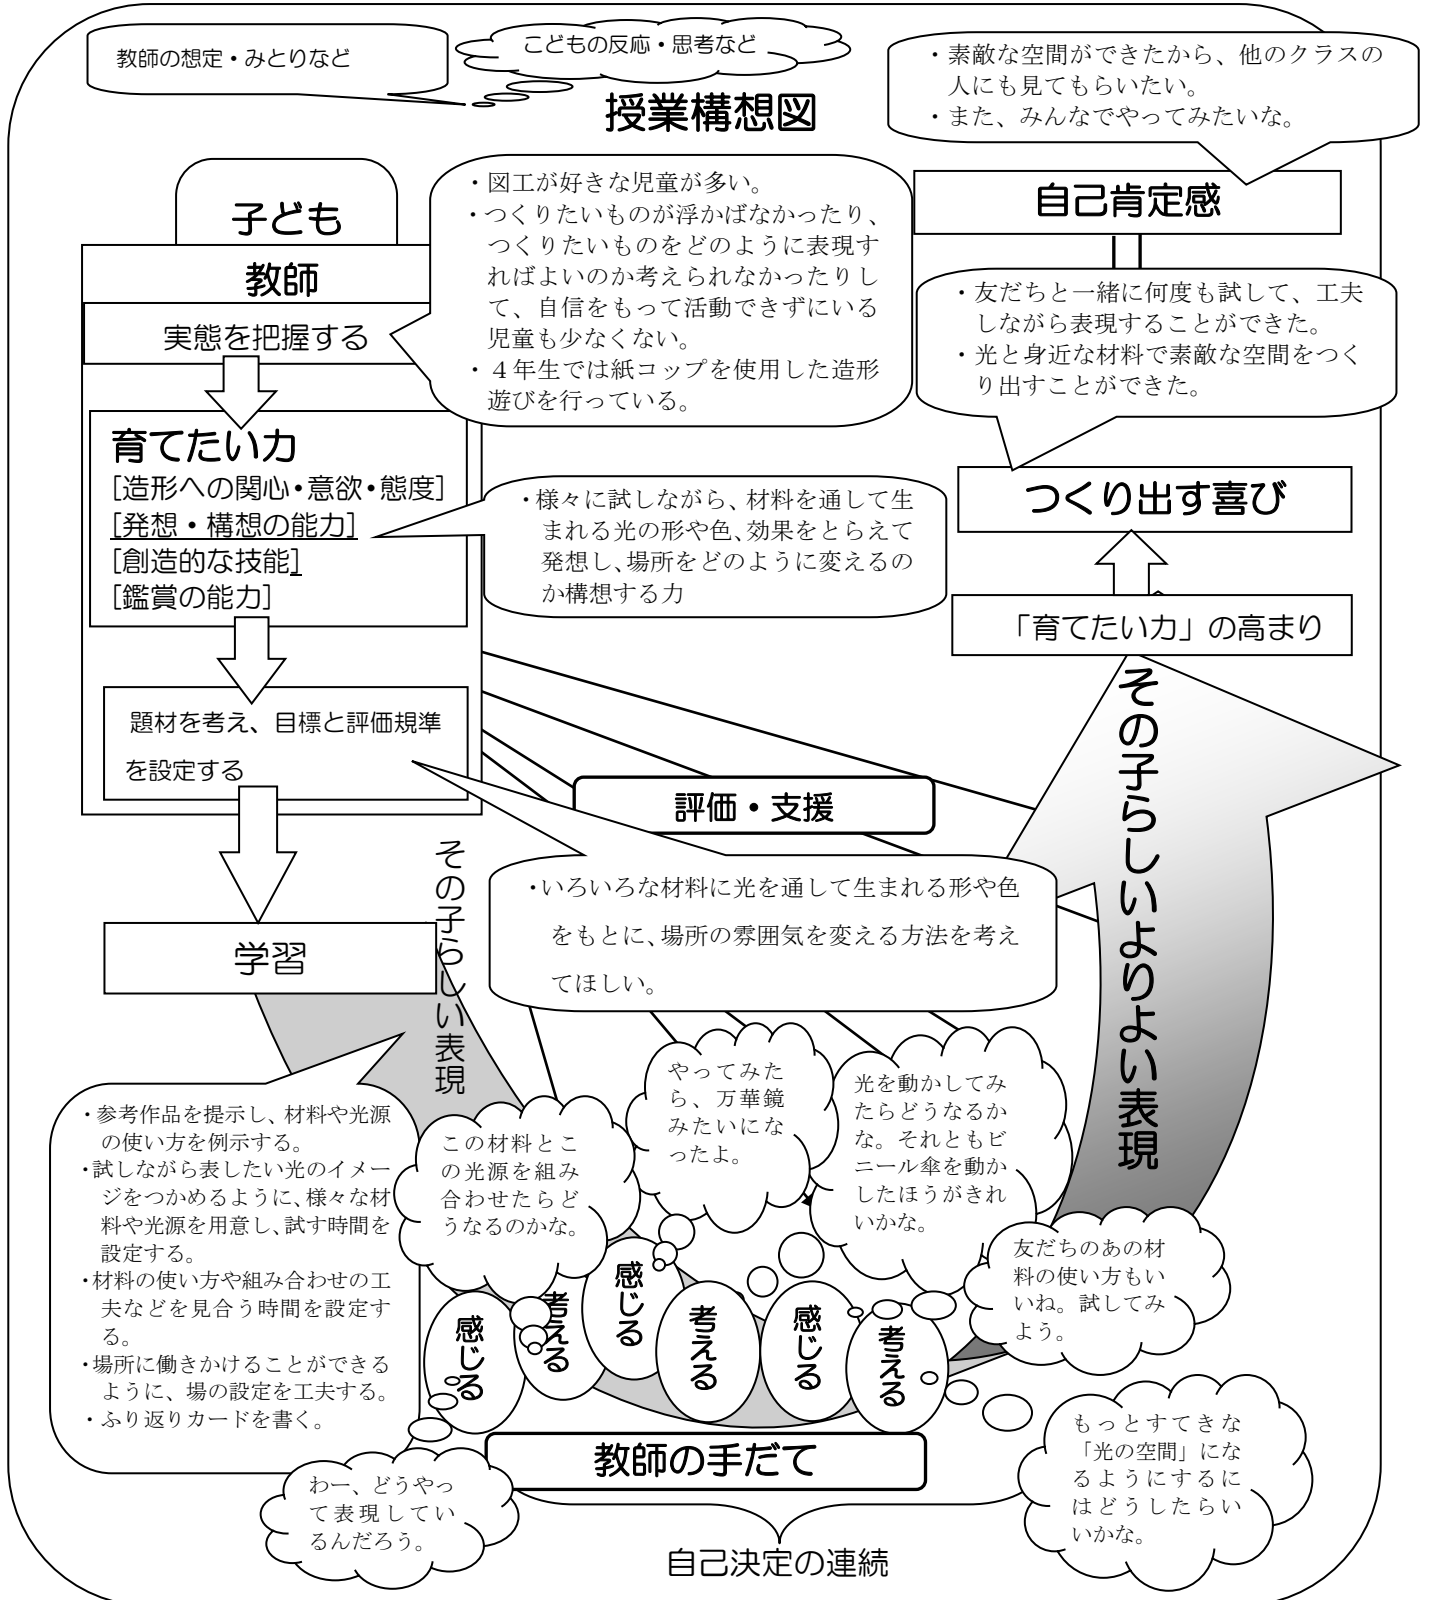 教師の想定・みとりなど
こどもの反応・思考など
授業構想図
・素敵な空間ができたから、他のクラスの
人にも見てもらいたい。
・また、みんなでやってみたいな。
子ども
教師
実態を把握する
・図工が好きな児童が多い。
・つくりたいものが浮かばなかったり、
つくりたいものをどのように表現す
ればよいのか考えられなかったりし
て、自信をもって活動できずにいる
児童も少なくない。
・４年生では紙コップを使用した造形
遊びを行っている。
自己肯定感
・友だちと一緒に何度も試して、工夫
しながら表現することができた。
・光と身近な材料で素敵な空間をつく
り出すことができた。
育てたい力
[造形への関心・意欲・態度]
[発想・構想の能力]
[創造的な技能]
[鑑賞の能力]
・様々に試しながら、材料を通して生
まれる光の形や色、効果をとらえて
発想し、場所をどのように変えるの
か構想する力
つくり出す喜び
「育てたい力」の高まり
題材を考え、目標と評価規準
を設定する
評価・支援
その子らしいよりよい表現
その子らしい表現
・いろいろな材料に光を通して生まれる形や色
をもとに、場所の雰囲気を変える方法を考え
てほしい。
学習
・参考作品を提示し、材料や光源
の使い方を例示する。
・試しながら表したい光のイメー
ジをつかめるように、様々な材
料や光源を用意し、試す時間を
設定する。
・材料の使い方や組み合わせの工
夫などを見合う時間を設定す
る。
・場所に働きかけることができる
ように、場の設定を工夫する。
・ふり返りカードを書く。
この材料とこ
の光源を組み
合わせたらど
うなるのかな。
やってみた
ら、万華鏡
みたいにな
ったよ。
光を動かしてみ
たらどうなるか
な。それともビ
ニール傘を動か
したほうがきれ
いかな。
友だちのあの材
料の使い方もい
いね。試してみ
よう。
感じる
考える
感じる
考える
感じる
考える
もっとすてきな
「光の空間」にな
るようにするに
はどうしたらい
いかな。
わー、どうやっ
て表現してい
るんだろう。
教師の手だて
自己決定の連続